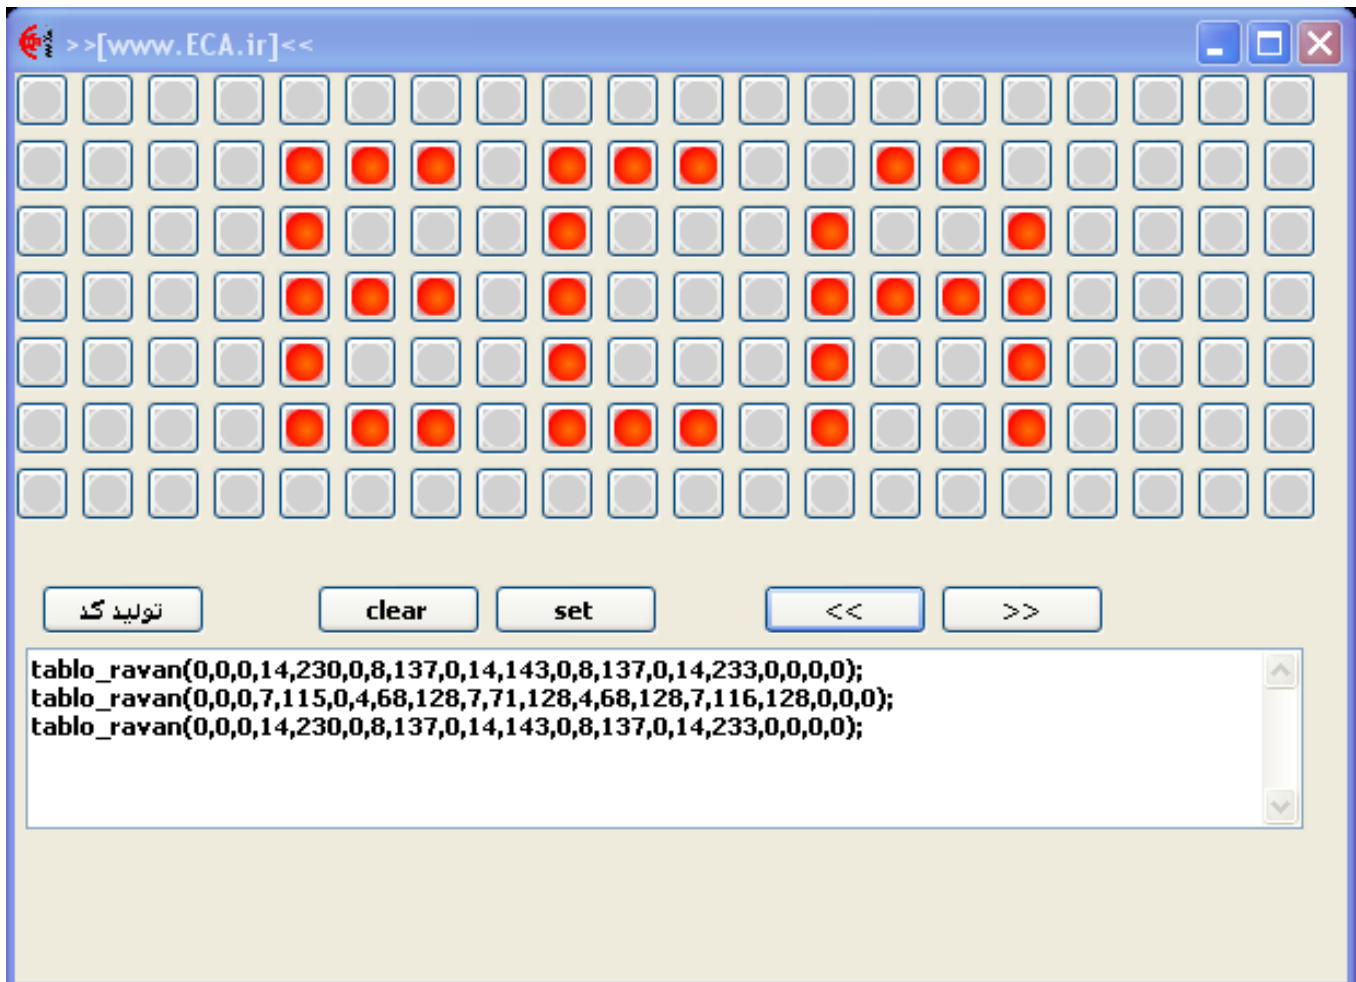 >>[www.ECA.ir]<<
ECA
تولید کد
clear
set
<<
>>
tablo_ravan(0,0,0,14,230,0,8,137,0,14,143,0,8,137,0,14,233,0,0,0,0);
tablo_ravan(0,0,0,7,115,0,4,68,128,7,71,128,4,68,128,7,116,128,0,0,0);
tablo_ravan(0,0,0,14,230,0,8,137,0,14,143,0,8,137,0,14,233,0,0,0,0);